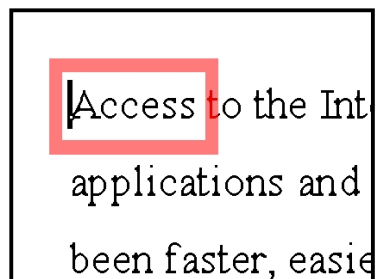 Access to the Int
applications and
been faster, easie